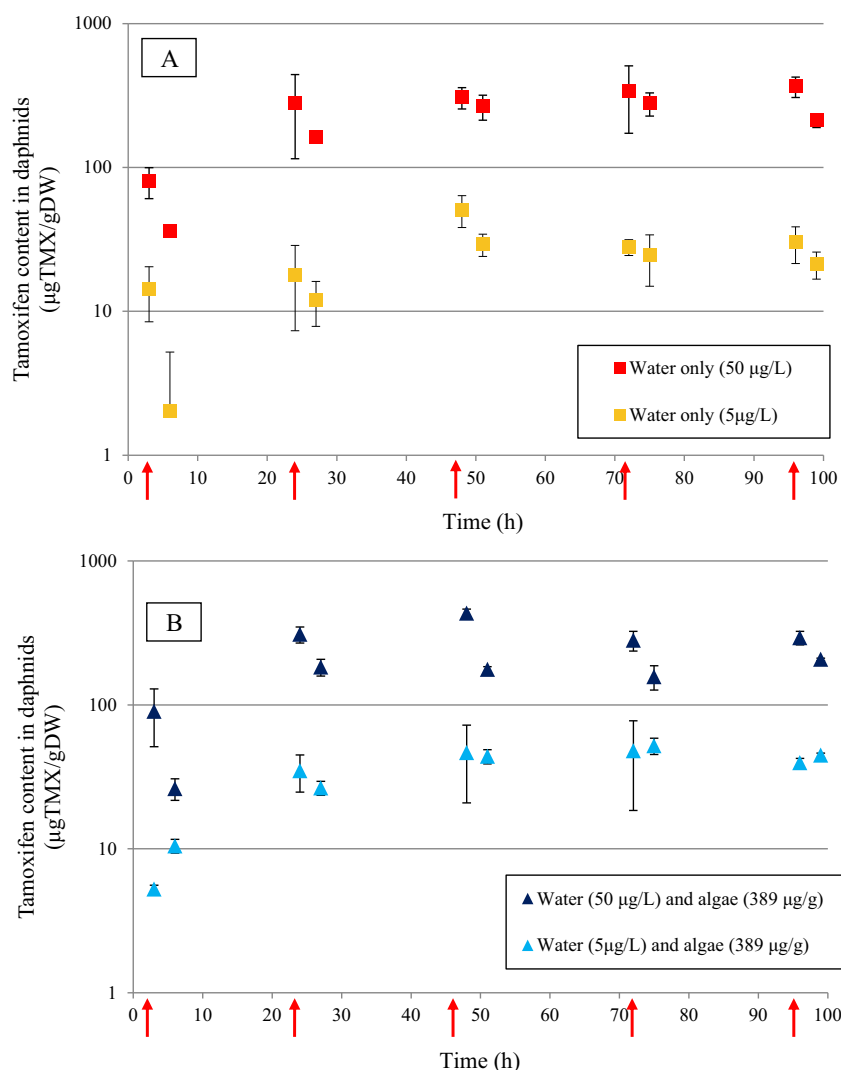 A
Tamoxifen content in daphnids
(µgTMX/gDW)
1000
100
10
1
Water only (50 µg/L)
Water only (5µg/L)
0 10 20 30 40 50 60 70 80 90 100
Time (h)
B
Tamoxifen content in daphnids
(µgTMX/gDW)
1000
100
10
1
Water (50 µg/L) and algae (389 µg/g)
Water (5µg/L) and algae (389 µg/g)
0 10 20 30 40 50 60 70 80 90 100
Time (h)